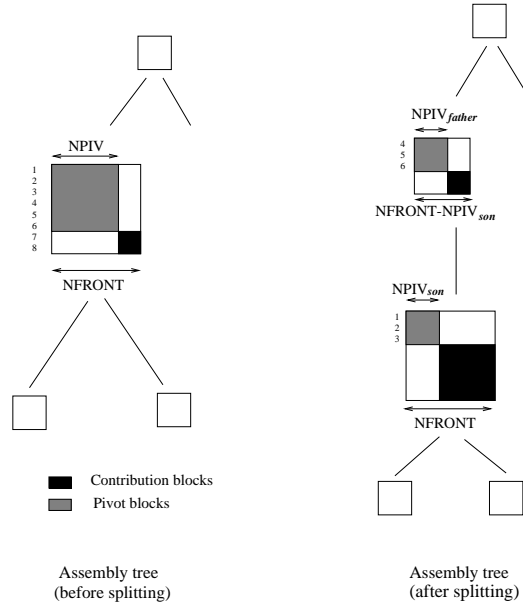 NPIV
1
2
3
4
5
6
7
8
NFRONT
NPIVfather
4
5
6
NFRONT-NPIVson
NPIVson
1
2
3
NFRONT
Contribution blocks
Pivot blocks
Assembly tree
(before splitting)
Assembly tree
(after splitting)